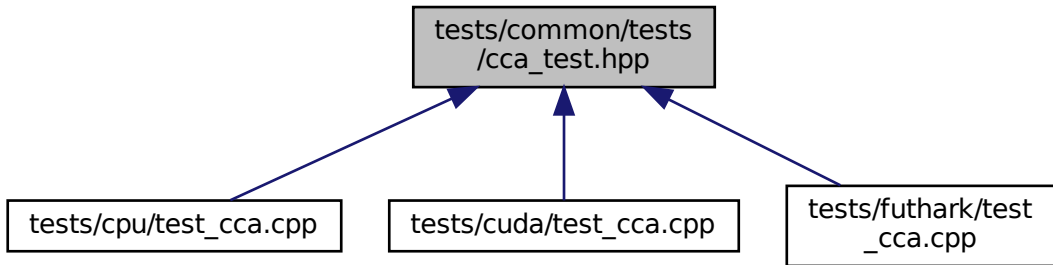 tests/common/tests
/cca_test.hpp
tests/cpu/test_cca.cpp
tests/cuda/test_cca.cpp
tests/futhark/test
_cca.cpp